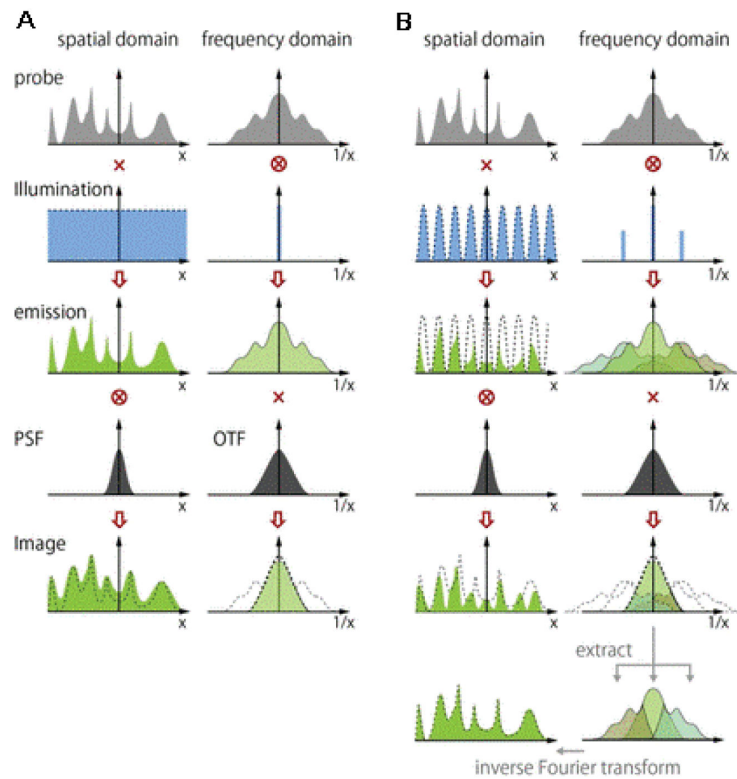 A
B
spatial domain frequency domain
spatial domain frequency domain
probe
x 1/x x 1/x
× ⊗ × ⊗
Illumination
x 1/x x 1/x
emission
x 1/x x 1/x
⊗ × ⊗ ×
PSF OTF
x 1/x x 1/x
Image
x 1/x x 1/x
extract
inverse Fourier transform